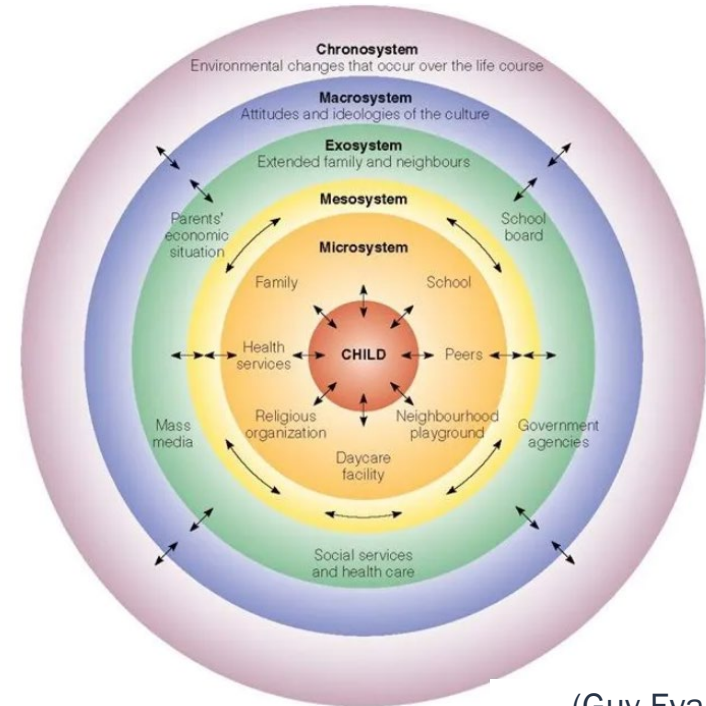 Chronosystem
Environmental changes that occur over the life course
Macrosystem
Attitudes and ideologies of the culture
Exosystem
Extended family and neighbours
Mesosystem
Parents'
economic
situation
School
board
Microsystem
Family
School
Health
services
CHILD
Peers
Religious
organization
Neighbourhood
playground
Daycare
facility
Mass
media
Government
agencies
Social services
and health care
(Guy